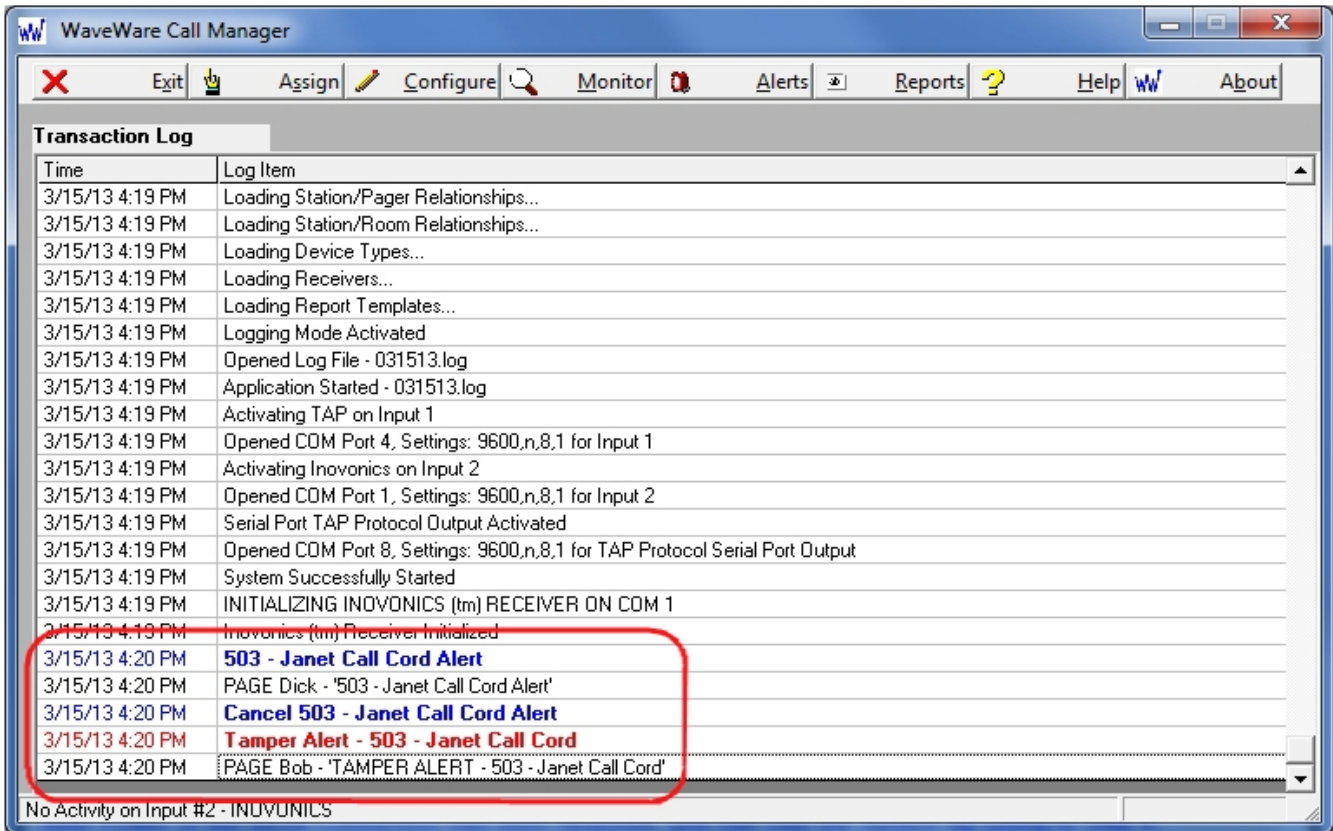 WaveWare Call Manager
Exit Assign Configure Monitor Alerts Reports Help About
Transaction Log
Time Log Item
3/15/13 4:19 PM Loading Station/Pager Relationships...
3/15/13 4:19 PM Loading Station/Room Relationships...
3/15/13 4:19 PM Loading Device Types...
3/15/13 4:19 PM Loading Receivers...
3/15/13 4:19 PM Loading Report Templates...
3/15/13 4:19 PM Logging Mode Activated
3/15/13 4:19 PM Opened Log File - 031513.log
3/15/13 4:19 PM Application Started - 031513.log
3/15/13 4:19 PM Activating TAP on Input 1
3/15/13 4:19 PM Opened COM Port 4, Settings: 9600,n,8,1 for Input 1
3/15/13 4:19 PM Activating Inovonics on Input 2
3/15/13 4:19 PM Opened COM Port 1, Settings: 9600,n,8,1 for Input 2
3/15/13 4:19 PM Serial Port TAP Protocol Output Activated
3/15/13 4:19 PM Opened COM Port 8, Settings: 9600,n,8,1 for TAP Protocol Serial Port Output
3/15/13 4:19 PM System Successfully Started
3/15/13 4:19 PM INITIALIZING INOVONICS (tm) RECEIVER ON COM 1
3/15/13 4:19 PM Inovonics (tm) Receiver Initialized
3/15/13 4:20 PM 503 - Janet Call Cord Alert
3/15/13 4:20 PM PAGE Dick - '503 - Janet Call Cord Alert'
3/15/13 4:20 PM Cancel 503 - Janet Call Cord Alert
3/15/13 4:20 PM Tamper Alert - 503 - Janet Call Cord
3/15/13 4:20 PM PAGE Bob - 'TAMPER ALERT - 503 - Janet Call Cord'
No Activity on Input #2 - INOVONICS